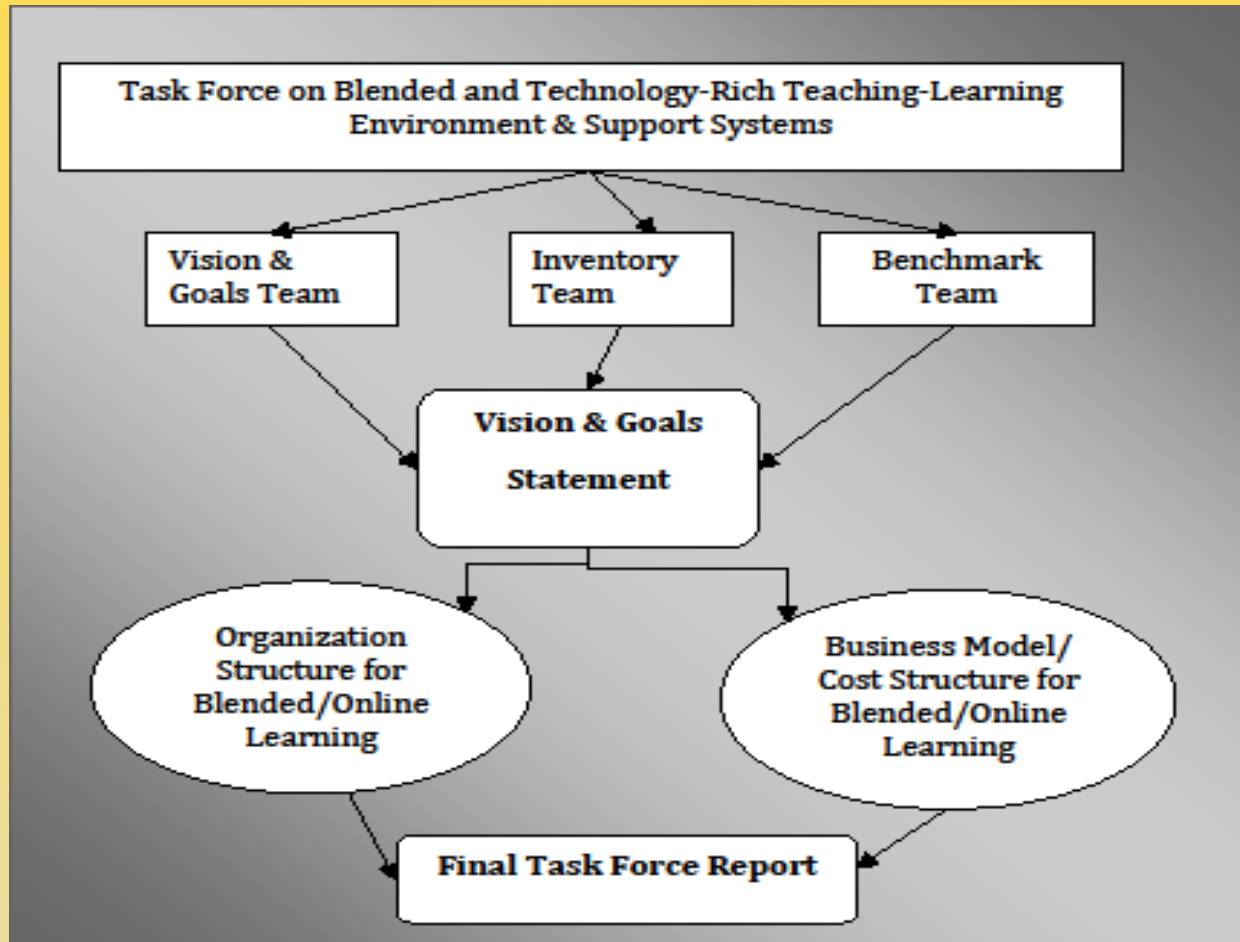 Task Force on Blended and Technology-Rich Teaching-Learning
Environment & Support Systems
Vision &
Goals Team
Inventory
Team
Benchmark
Team
Vision & Goals
Statement
Organization
Structure for
Blended/Online
Learning
Business Model/
Cost Structure for
Blended/Online
Learning
Final Task Force Report